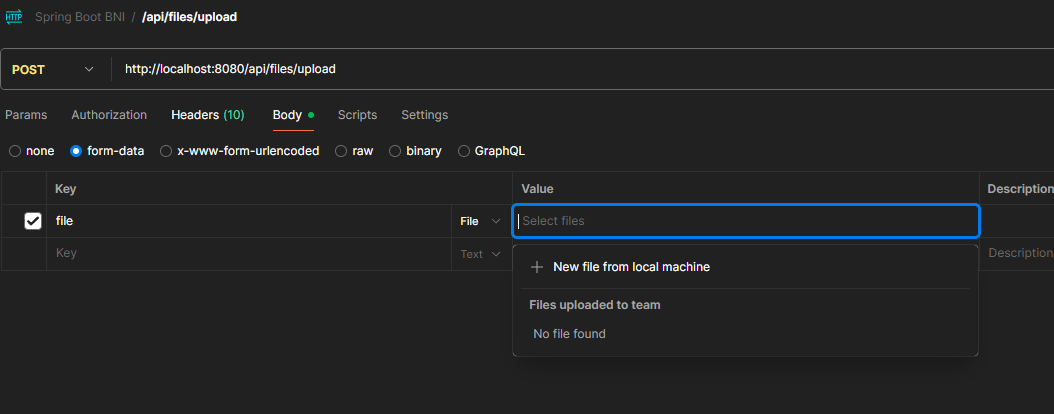 HTTP Spring Boot BNI / /api/files/upload
POST http://localhost:8080/api/files/upload
Params Authorization Headers (10) Body Scripts Settings
none form-data x-www-form-urlencoded raw binary GraphQL
Key Value Description
file File Select files
Key Text Description
New file from local machine
Files uploaded to team
No file found